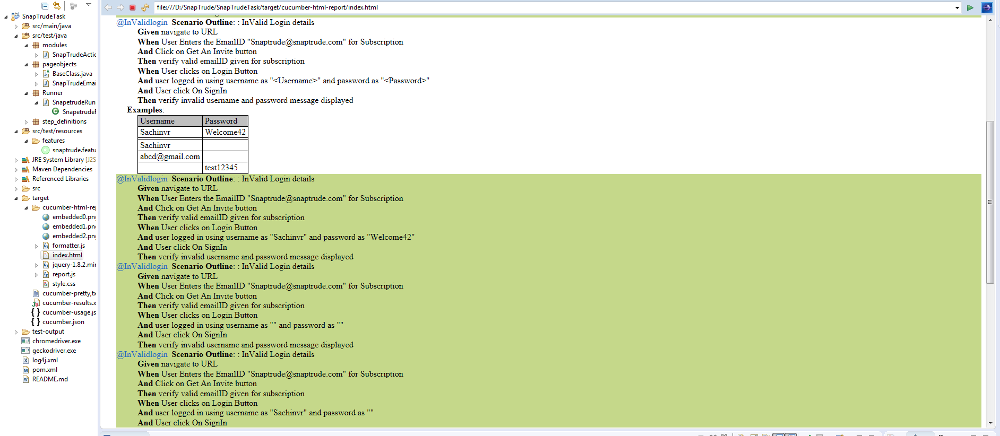 SnapTrudeTask
src/main/java
src/test/java
modules
SnapTrudeActic
pageobjects
BaseClass.java
SnapTrudeEmai
Runner
SnapetrudeRun
SnapetrudeF
step_definitions
src/test/resources
features
snaptrude.featu
JRE System Library [J2S
Maven Dependencies
Referenced Libraries
src
target
cucumber-html-rep
embedded0.png
embedded1.png
embedded2.png
formatter.js
index.html
jquery-1.8.2.min
report.js
style.css
cucumber-pretty,tx
cucumber-results.x
cucumber-usage.js
cucumber.json
test-output
chromedriver.exe
geckodriver.exe
log4j.xml
pom.xml
README.md
file:///D:/SnapTrude/SnapTrudeTask/target/cucumber-html-report/index.html
@InValidlogin Scenario Outline: : InValid Login details
Given navigate to URL
When User Enters the EmailID "Snaptrude@snaptrude.com" for Subscription
And Click on Get An Invite button
Then verify valid emailID given for subscription
When User clicks on Login Button
And user logged in using username as "<Username>" and password as "<Password>"
And User click On SignIn
Then verify invalid username and password message displayed
Examples:
Username Password
Sachinvr Welcome42
Sachinvr
abcd@gmail.com
test12345
@InValidlogin Scenario Outline: : InValid Login details
Given navigate to URL
When User Enters the EmailID "Snaptrude@snaptrude.com" for Subscription
And Click on Get An Invite button
Then verify valid emailID given for subscription
When User clicks on Login Button
And user logged in using username as "Sachinvr" and password as "Welcome42"
And User click On SignIn
Then verify invalid username and password message displayed
@InValidlogin Scenario Outline: : InValid Login details
Given navigate to URL
When User Enters the EmailID "Snaptrude@snaptrude.com" for Subscription
And Click on Get An Invite button
Then verify valid emailID given for subscription
When User clicks on Login Button
And user logged in using username as "" and password as ""
And User click On SignIn
Then verify invalid username and password message displayed
@InValidlogin Scenario Outline: : InValid Login details
Given navigate to URL
When User Enters the EmailID "Snaptrude@snaptrude.com" for Subscription
And Click on Get An Invite button
Then verify valid emailID given for subscription
When User clicks on Login Button
And user logged in using username as "Sachinvr" and password as ""
And User click On SignIn